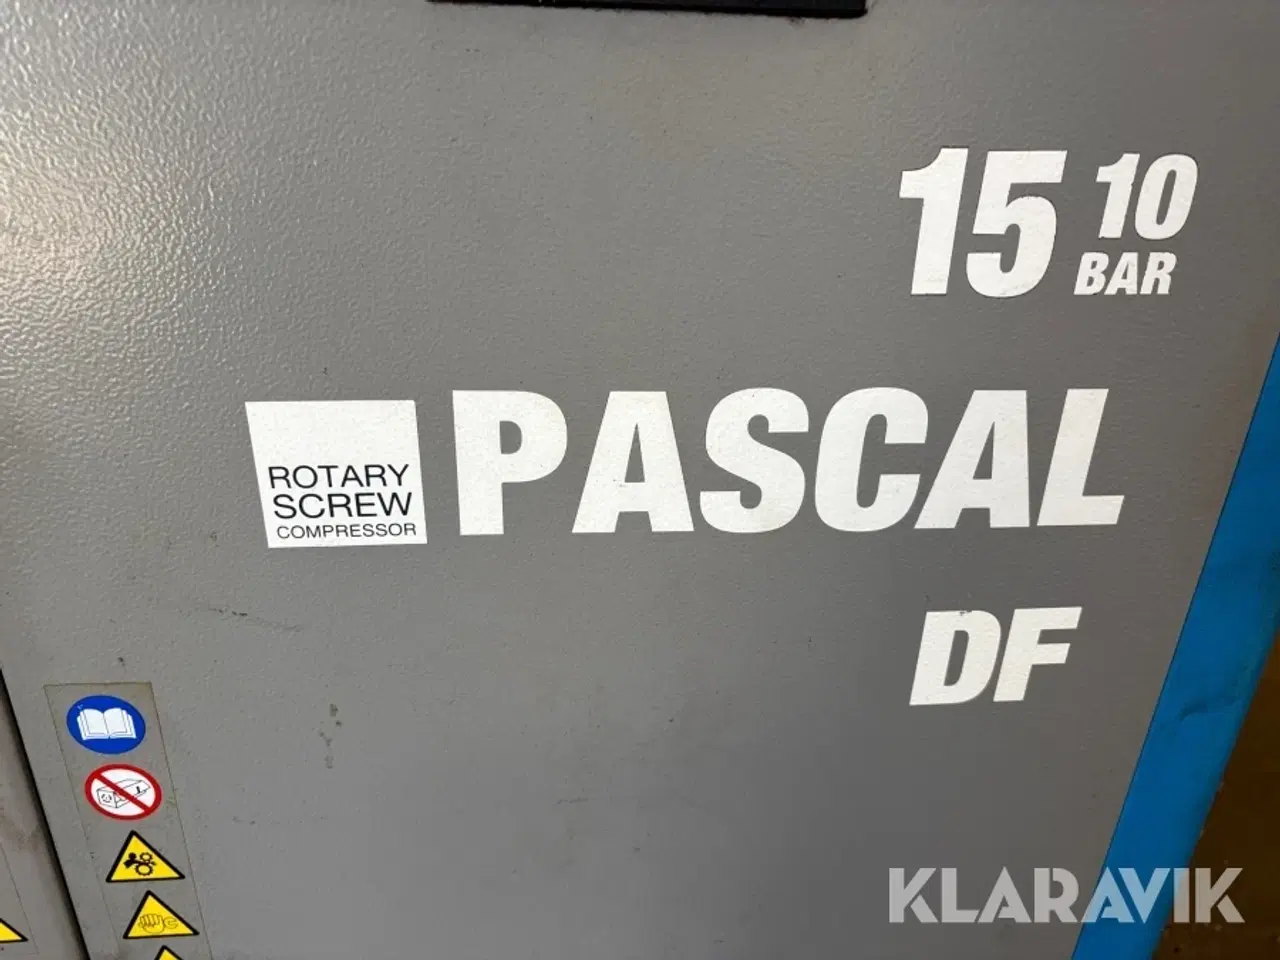 15 10
BAR
ROTARY
SCREW
COMPRESSOR
PASCAL
DF
KLARAVIK